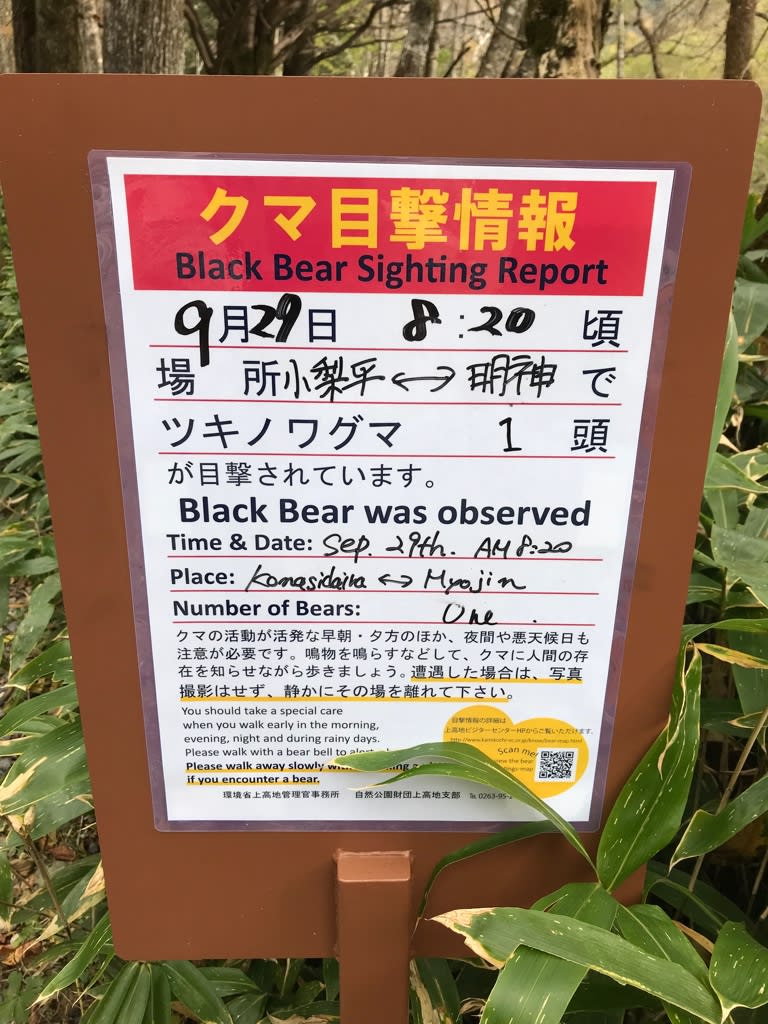 クマ目撃情報
Black Bear Sighting Report
9月29日 8:20 頃
場 所 小梨平 ↔ 明神 で
ツキノワグマ 1 頭
が目撃されています。
Black Bear was observed
Time & Date: Sep. 29th. AM 8:20
Place: Konasidaira ↔ Myojin
Number of Bears: One.
クマの活動が活発な早朝・夕方のほか、夜間や悪天候日も
注意が必要です。鳴物を鳴らすなどして、クマに人間の存
在を知らせながら歩きましょう。遭遇した場合は、写真
撮影はせず、静かにその場を離れて下さい。
You should take a special care
when you walk early in the morning,
evening, night and during rainy days.
Please walk with a bear bell to
Please walk away slowly
if you encounter a bear.
目撃情報の詳細は
上高地ビジターセンターHPからご覧いただけます。
Scan me
the bear
map
環境省上高地管理官事務所 自然公園財団上高地支部 TEL 0263-95-